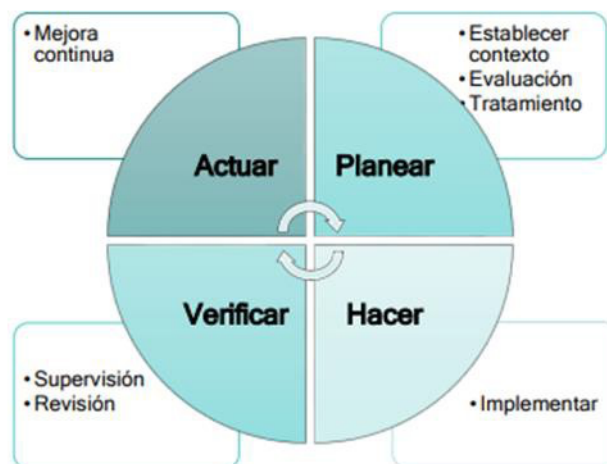 • Mejora
continua
• Establecer
contexto
• Evaluación
• Tratamiento
Actuar
Planear
Verificar
Hacer
• Supervisión
• Revisión
• Implementar